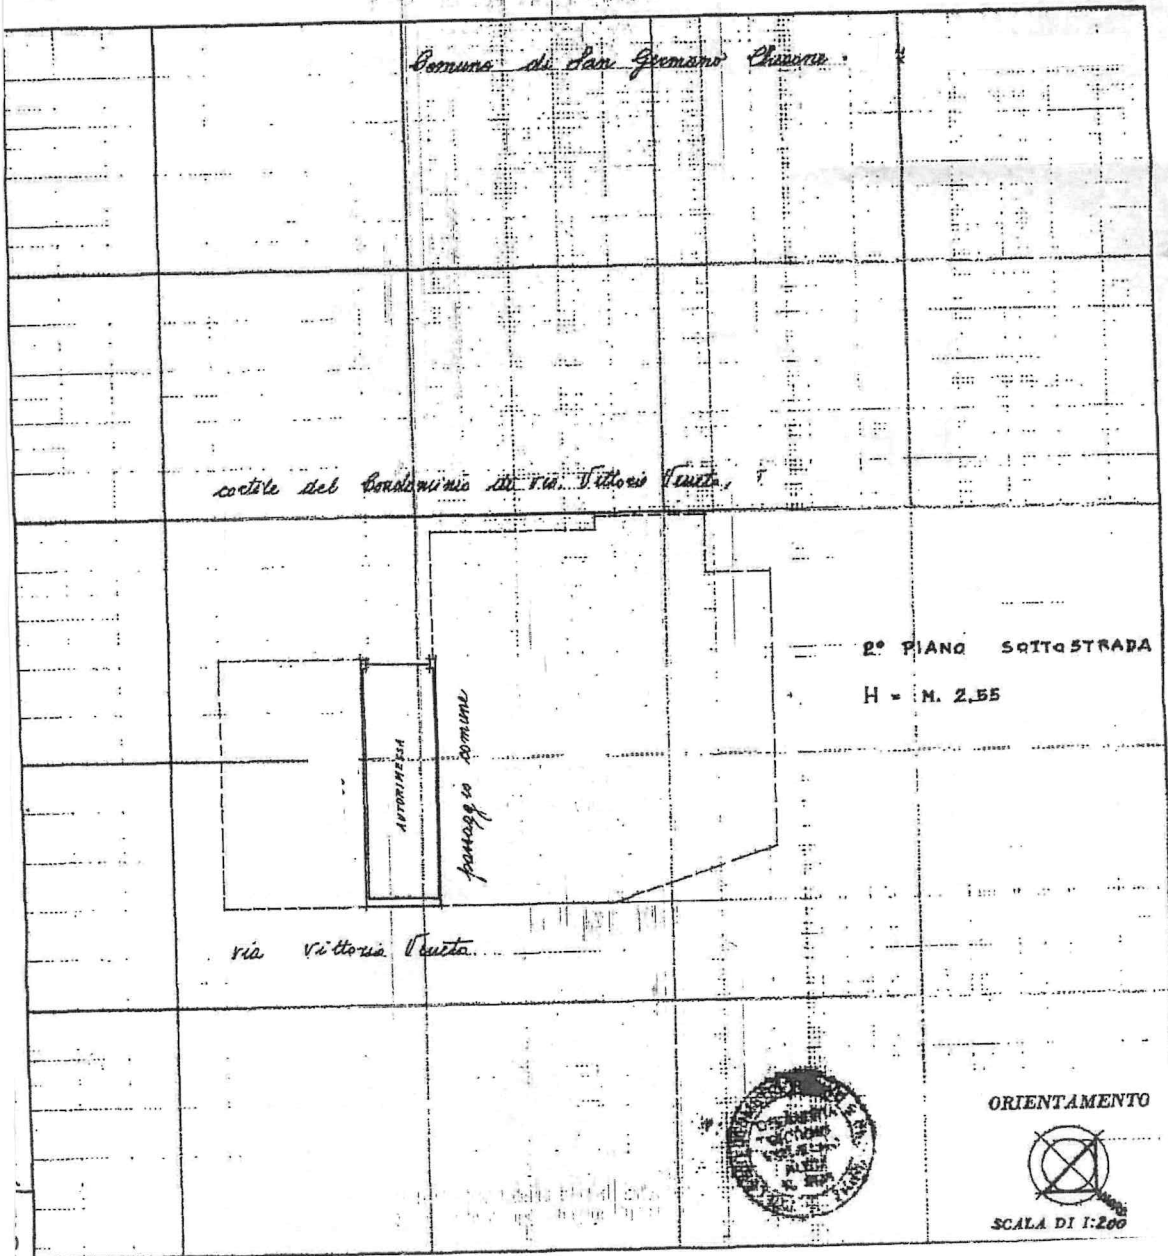 Comune di San Germano Chisone.
cortile del Condominio di via Vittorio Veneto,
2° PIANO SOTTOSTRADA
H = M. 2,55
AUTORIMESSA
passaggio comune
via Vittorio Veneto
ORIENTAMENTO
SCALA DI 1:200